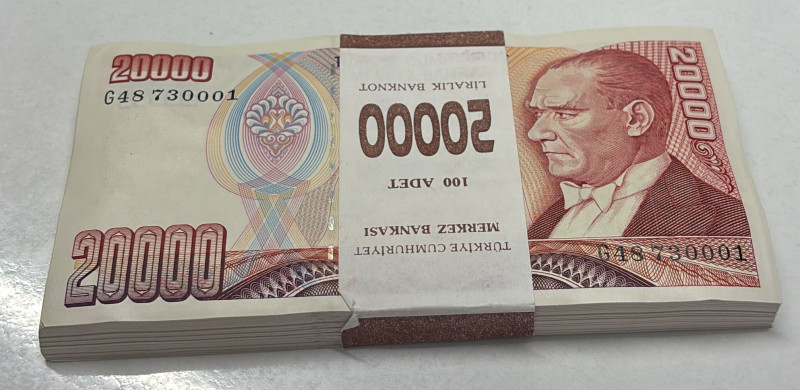 20000
G48 730001
20000
TÜRKİYE CUMHURİYET
MERKEZ BANKASI
100 ADET
20000
LİRALIK BANKNOT
20000
G48 730001